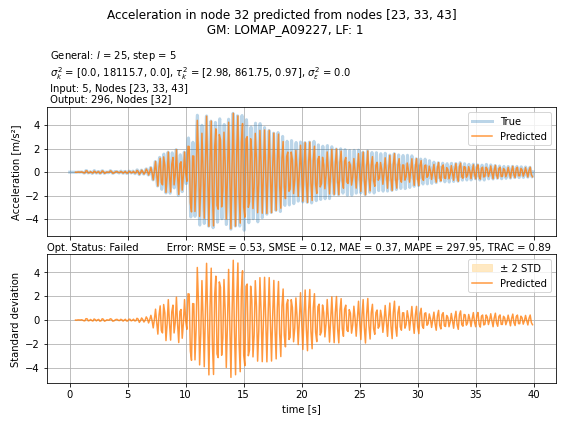 Acceleration in node 32 predicted from nodes [23, 33, 43]
GM: LOMAP_A09227, LF: 1
General: l = 25, step = 5
σ²ₖ = [0.0, 18115.7, 0.0], τ²ₖ = [2.98, 861.75, 0.97], σ²ε = 0.0
Input: 5, Nodes [23, 33, 43]
Output: 296, Nodes [32]
Acceleration [m/s²]
4
2
0
−2
−4
True
Predicted
Opt. Status: Failed Error: RMSE = 0.53, SMSE = 0.12, MAE = 0.37, MAPE = 297.95, TRAC = 0.89
Standard deviation
4
2
0
−2
−4
± 2 STD
Predicted
0 5 10 15 20 25 30 35 40
time [s]